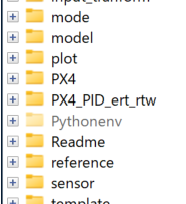 mode
model
plot
PX4
PX4_PID_ert_rtw
Pythonenv
Readme
reference
sensor
template